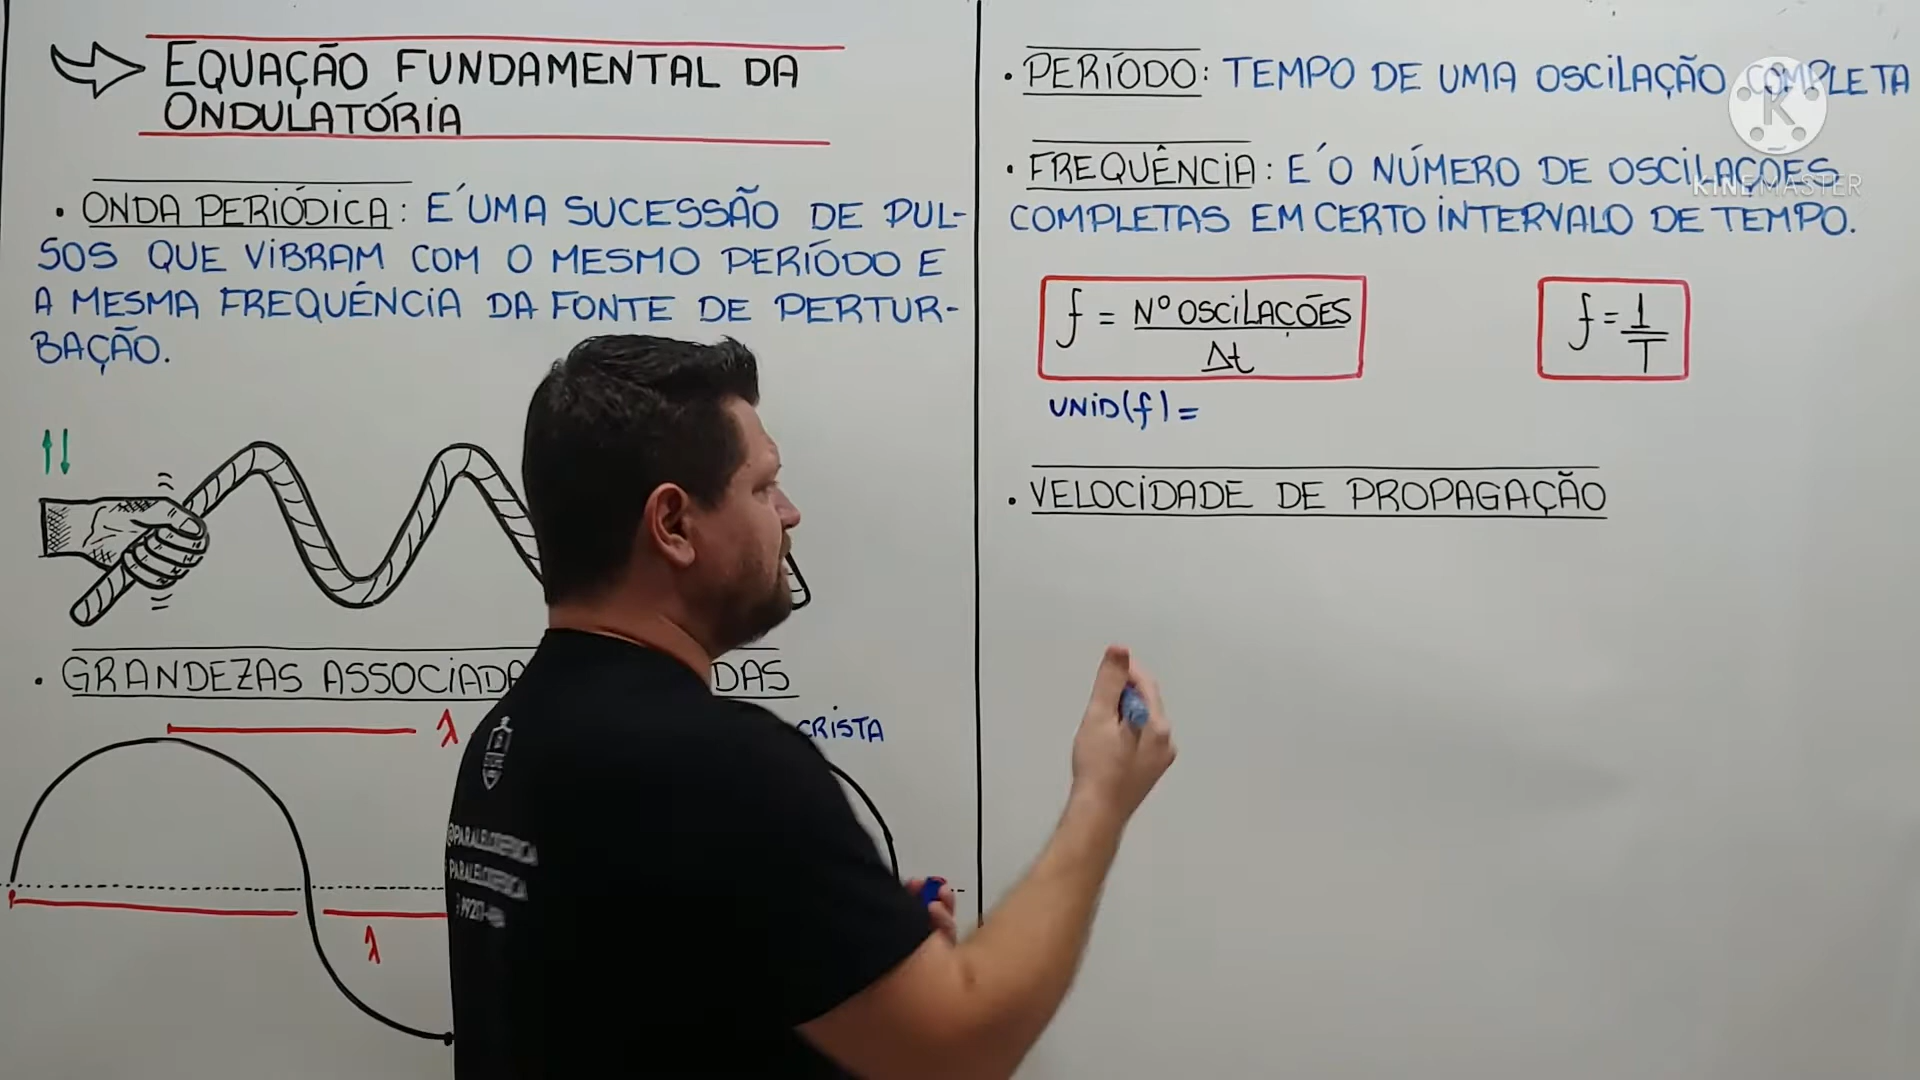 EQUAÇÃO FUNDAMENTAL DA
ONDULATÓRIA
• ONDA PERIÓDICA: É UMA SUCESSÃO DE PUL-
SOS QUE VIBRAM COM O MESMO PERÍODO E
A MESMA FREQUÊNCIA DA FONTE DE PERTUR-
BAÇÃO.
• GRANDEZAS ASSOCIADA DAS
λ
CRISTA
λ
• PERÍODO: TEMPO DE UMA OSCILAÇÃO COMPLETA
• FREQUÊNCIA: É O NÚMERO DE OSCILAÇÕES
COMPLETAS EM CERTO INTERVALO DE TEMPO.
f = Nº OSCILAÇÕES / Δt
f = 1 / T
UNID(f) =
• VELOCIDADE DE PROPAGAÇÃO
K
KINEMASTER